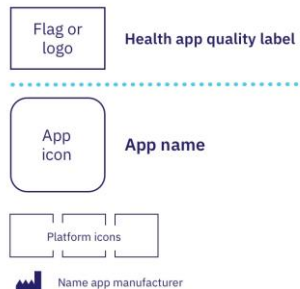 Flag or
logo
Health app quality label
App
icon
App name
Platform icons
Name app manufacturer